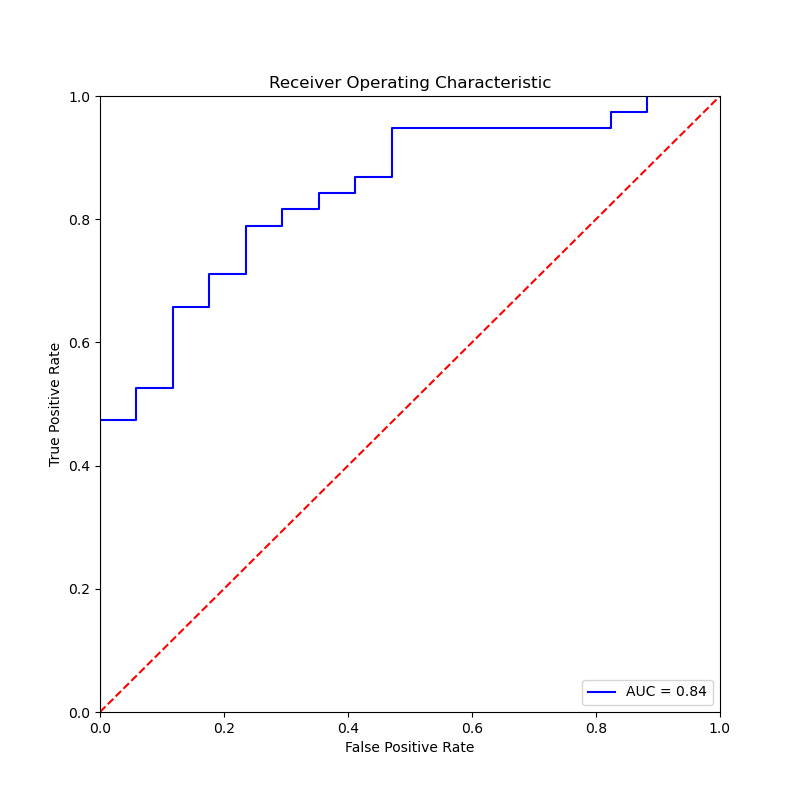 Receiver Operating Characteristic
1.0
0.8
0.6
0.4
0.2
0.0
True Positive Rate
AUC = 0.84
0.0 0.2 0.4 0.6 0.8 1.0
False Positive Rate